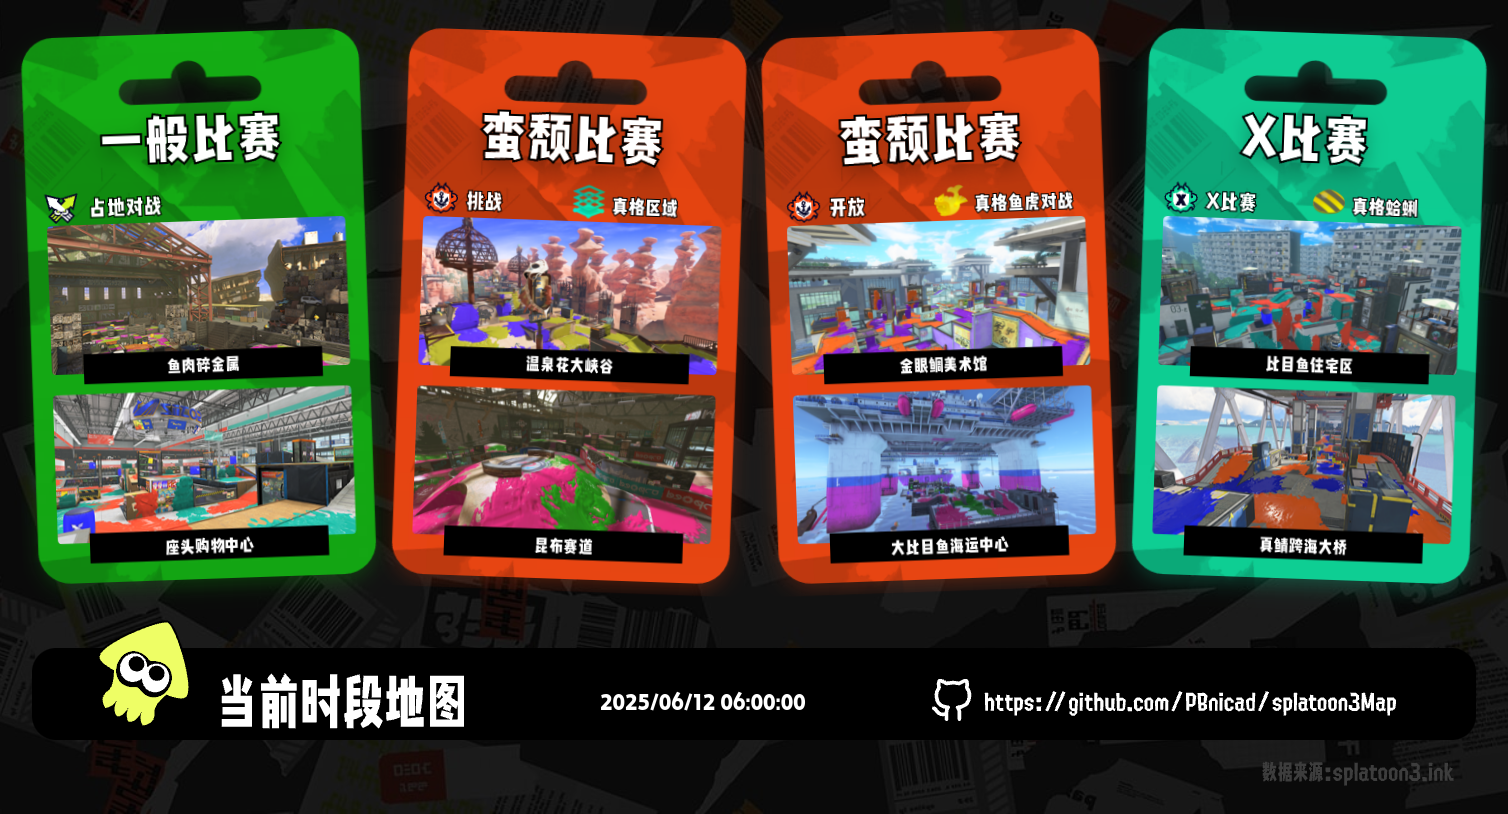 一般比赛
占地对战
鱼肉碎金属
座头购物中心
蛮颓比赛
挑战
真格区域
温泉花大峡谷
昆布赛道
蛮颓比赛
开放
真格鱼虎对战
金眼鲷美术馆
大比目鱼海运中心
X比赛
X比赛
真格蛤蜊
比目鱼住宅区
真鲭跨海大桥
当前时段地图
2025/06/12 06:00:00
https://github.com/PBnicad/splatoon3Map
数据来源:splatoon3.ink